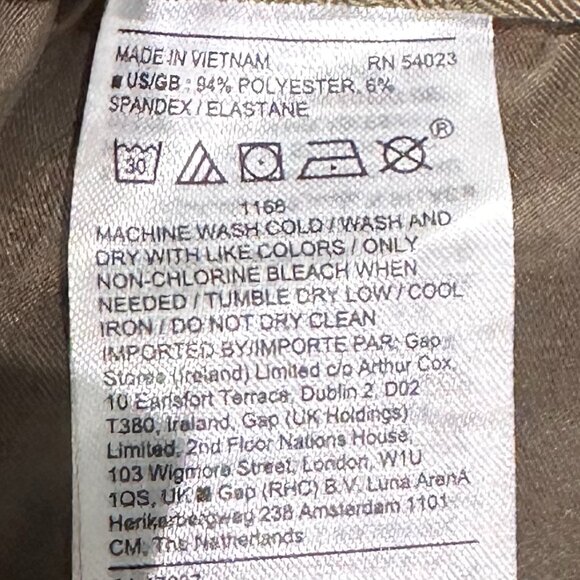 MADE IN VIETNAM RN 54023
US/GB : 94% POLYESTER, 6%
SPANDEX / ELASTANE
30
®
1168
MACHINE WASH COLD / WASH AND
DRY WITH LIKE COLORS / ONLY
NON-CHLORINE BLEACH WHEN
NEEDED / TUMBLE DRY LOW / COOL
IRON / DO NOT DRY CLEAN
IMPORTED BY/IMPORTE PAR: Gap
Stores (Ireland) Limited c/o Arthur Cox,
10 Earlsfort Terrace, Dublin 2, D02
T380, Ireland, Gap (UK Holdings)
Limited, 2nd Floor Nations House,
103 Wigmore Street, London, W1U
1QS, UK Gap (RHC) B.V. Luna ArenA
Herikerbergweg 238 Amsterdam 1101
CM, The Netherlands